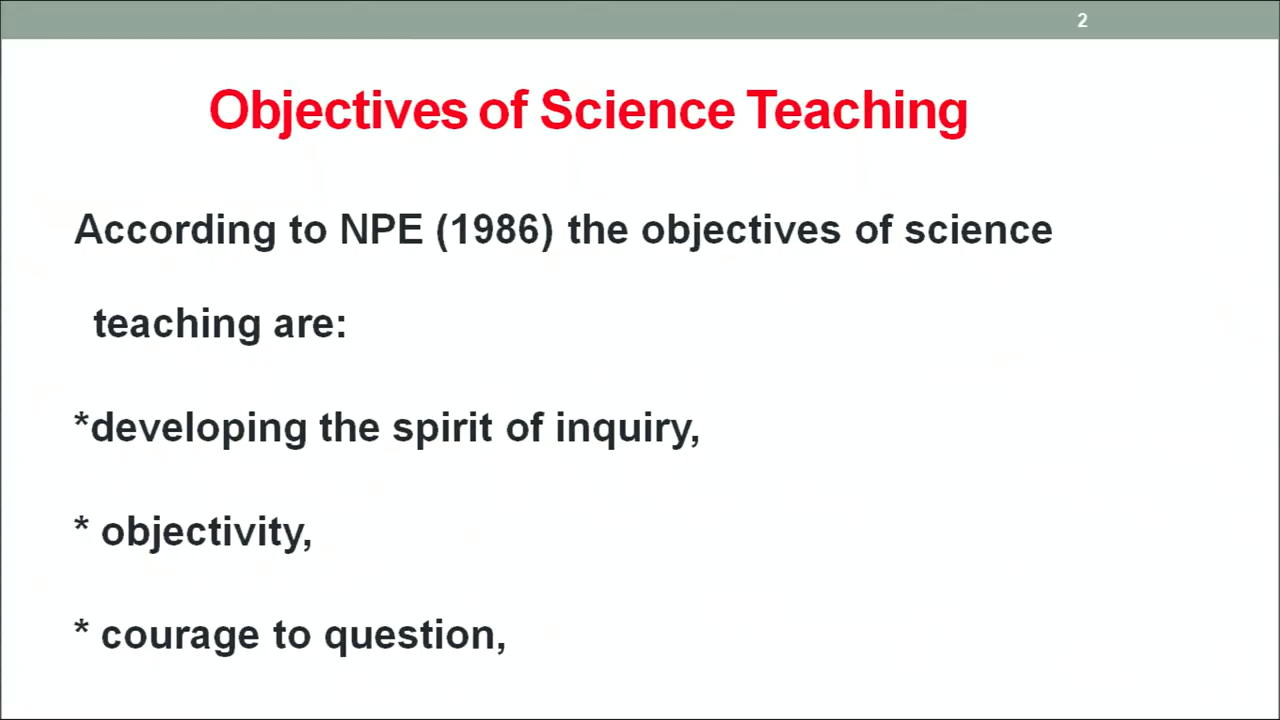 2
Objectives of Science Teaching
According to NPE (1986) the objectives of science
teaching are:
*developing the spirit of inquiry,
* objectivity,
* courage to question,